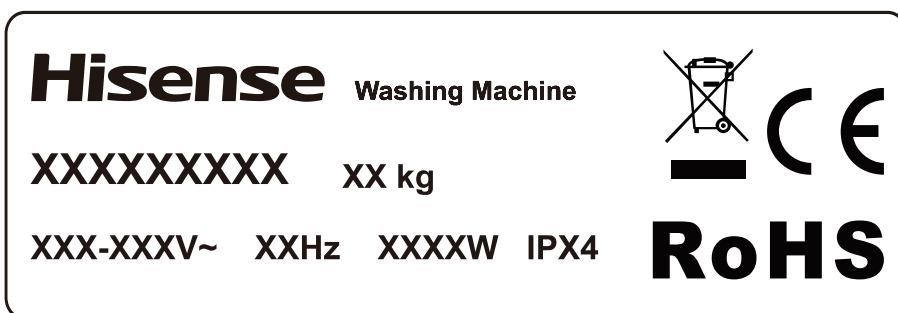 Hisense Washing Machine
XXXXXXXXX XX kg
XXX-XXXV~ XXHz XXXXW IPX4
CE
RoHS